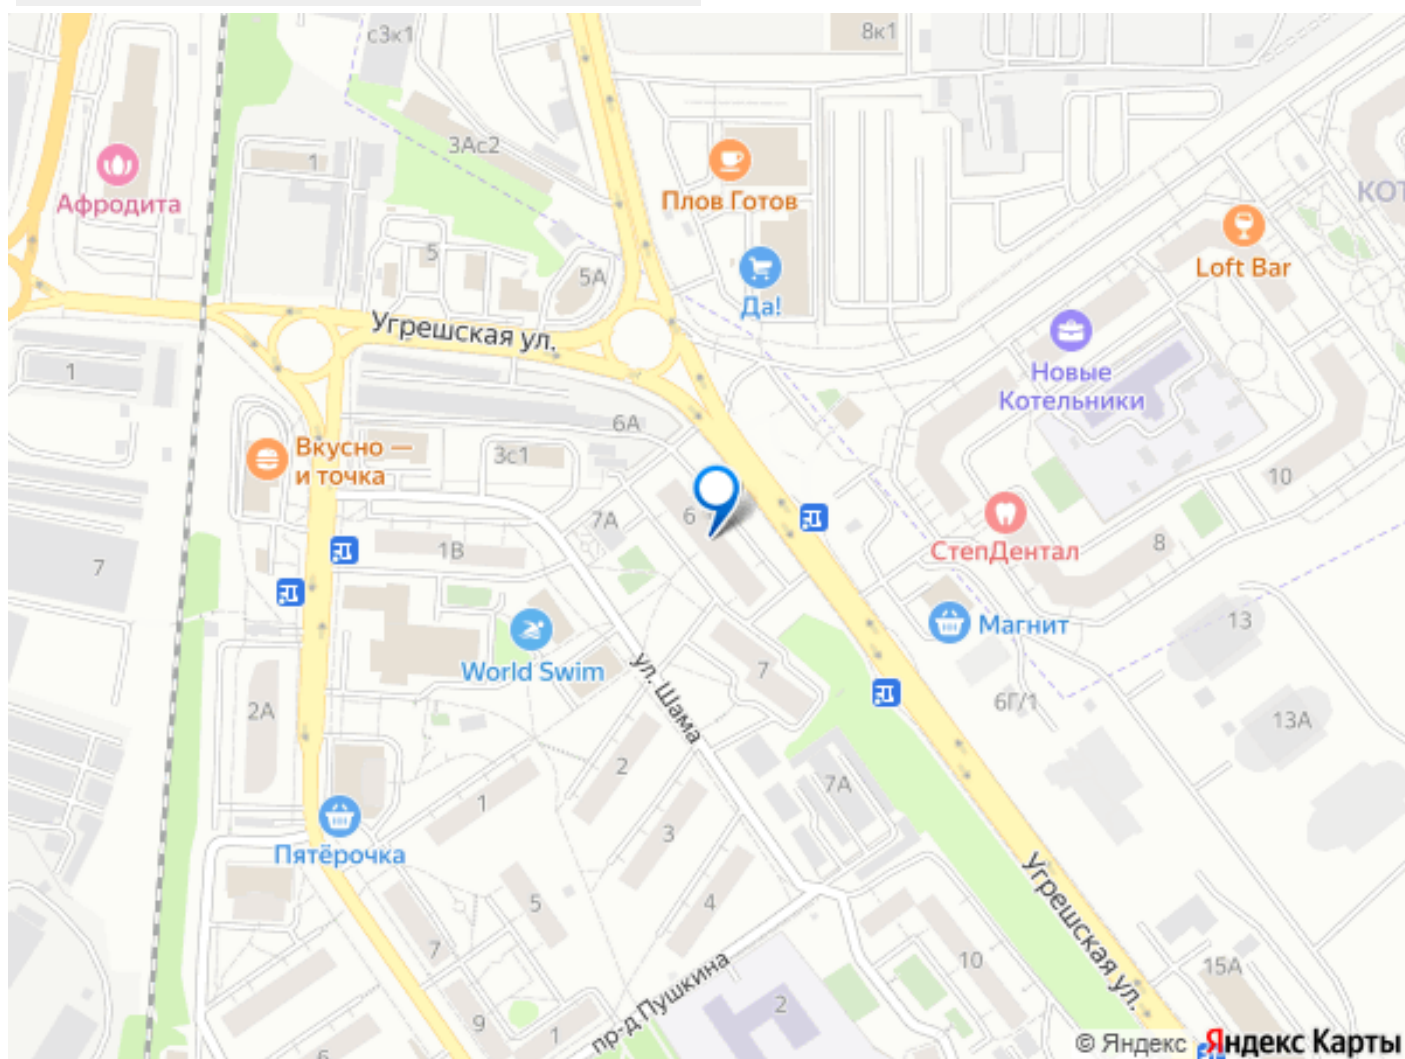 с3к1
8к1
3Ас2
1
Афродита
Плов Готов
КОТ
5
5А
Loft Bar
Да!
Угрешская ул.
1
Новые
Котельники
6А
Вкусно —
и точка
3с1
10
6
7А
1В
СтепДентал
8
7
World Swim
Магнит
13
7
ул. Шама
2А
6Г/1
13А
2
7А
1
3
Пятёрочка
5
4
Угрешская ул.
7
10
15А
пр-д Пушкина
2
9
1
6
© Яндекс
Яндекс Карты